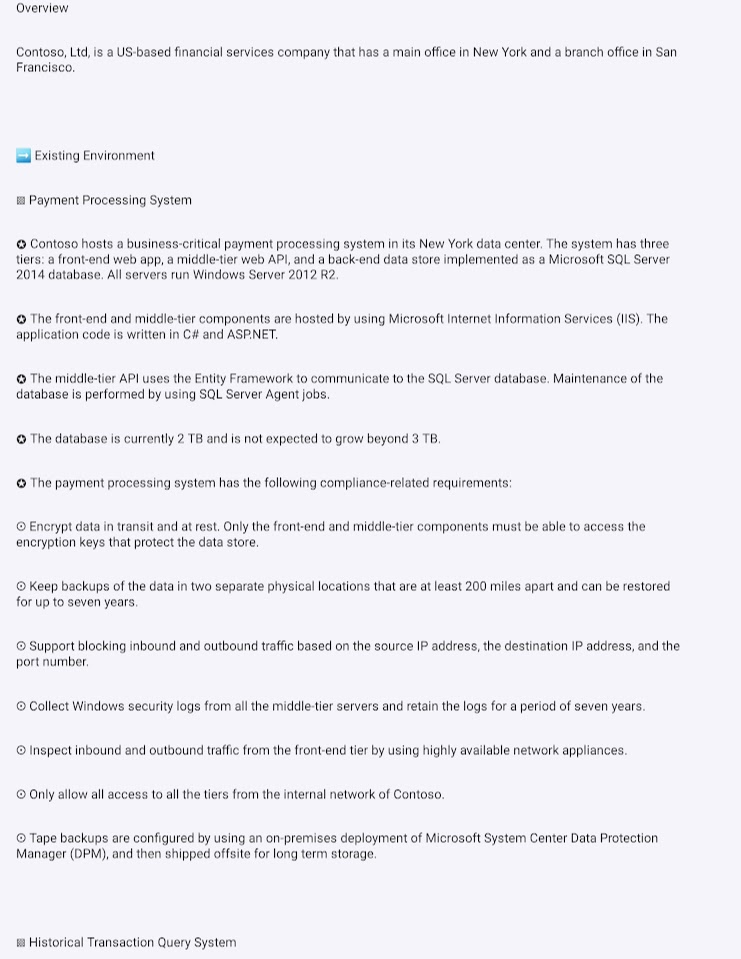 Overview
Contoso, Ltd, is a US-based financial services company that has a main office in New York and a branch office in San
Francisco.
➡️ Existing Environment
▧ Payment Processing System
✪ Contoso hosts a business-critical payment processing system in its New York data center. The system has three
tiers: a front-end web app, a middle-tier web API, and a back-end data store implemented as a Microsoft SQL Server
2014 database. All servers run Windows Server 2012 R2.
✪ The front-end and middle-tier components are hosted by using Microsoft Internet Information Services (IIS). The
application code is written in C# and ASP.NET.
✪ The middle-tier API uses the Entity Framework to communicate to the SQL Server database. Maintenance of the
database is performed by using SQL Server Agent jobs.
✪ The database is currently 2 TB and is not expected to grow beyond 3 TB.
✪ The payment processing system has the following compliance-related requirements:
⊙ Encrypt data in transit and at rest. Only the front-end and middle-tier components must be able to access the
encryption keys that protect the data store.
⊙ Keep backups of the data in two separate physical locations that are at least 200 miles apart and can be restored
for up to seven years.
⊙ Support blocking inbound and outbound traffic based on the source IP address, the destination IP address, and the
port number.
⊙ Collect Windows security logs from all the middle-tier servers and retain the logs for a period of seven years.
⊙ Inspect inbound and outbound traffic from the front-end tier by using highly available network appliances.
⊙ Only allow all access to all the tiers from the internal network of Contoso.
⊙ Tape backups are configured by using an on-premises deployment of Microsoft System Center Data Protection
Manager (DPM), and then shipped offsite for long term storage.
▧ Historical Transaction Query System